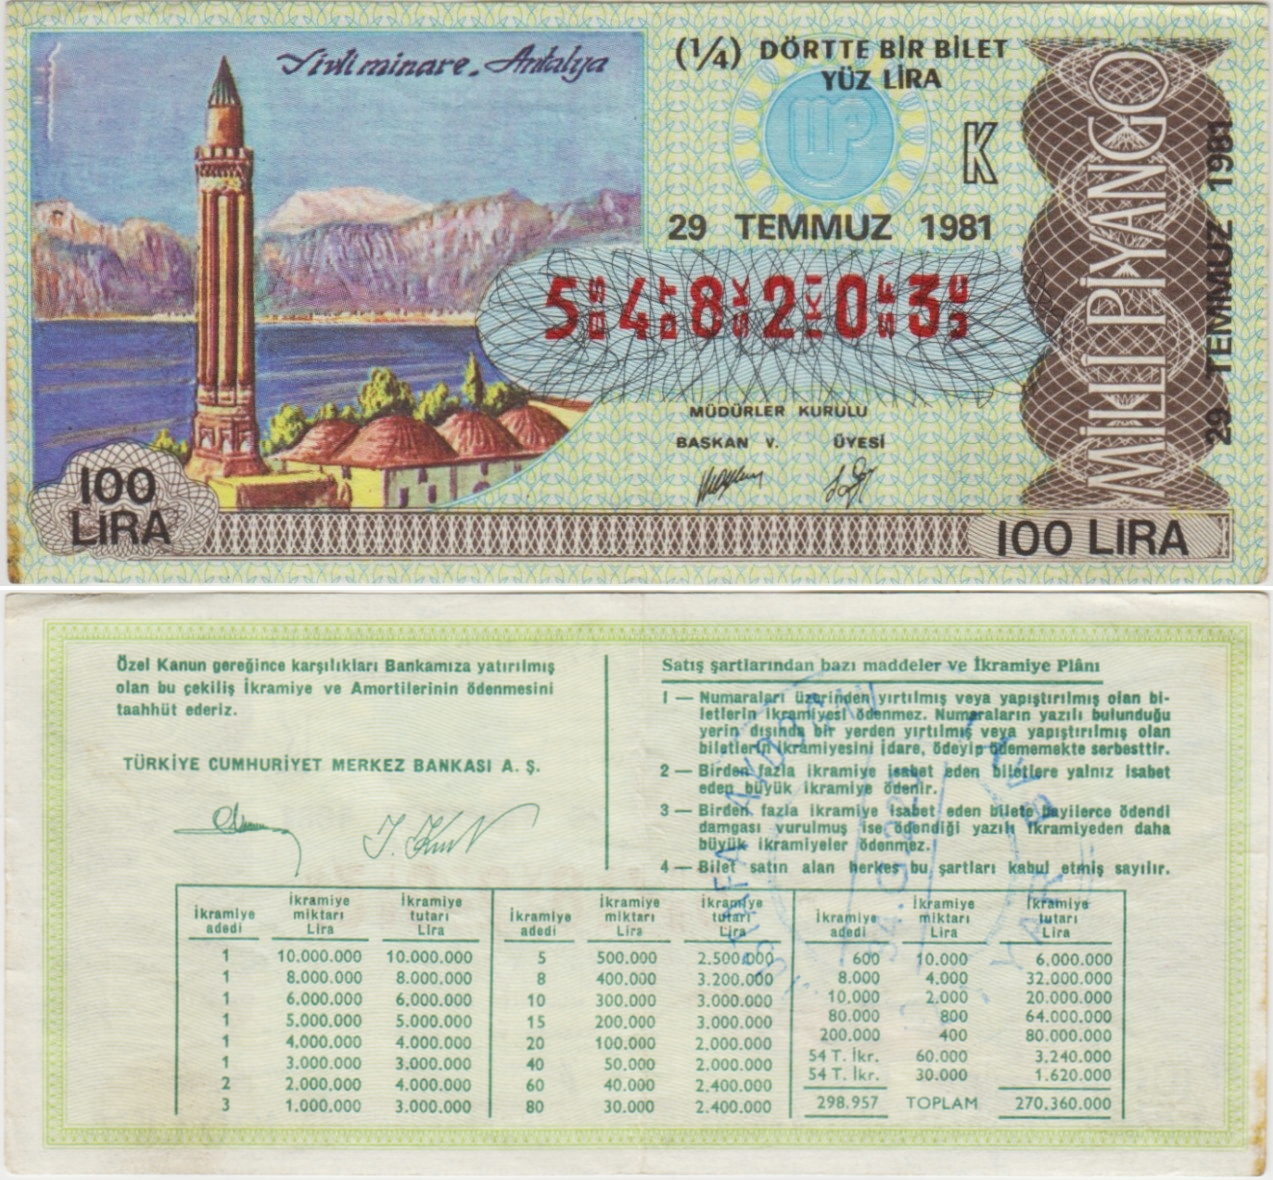 Yivli minare. Antalya
(1/4) DÖRTTE BİR BİLET
YÜZ LİRA
K
29 TEMMUZ 1981
5 4 8 2 0 3
MÜDÜRLER KURULU
BAŞKAN V. ÜYESİ
100
LİRA
100 LİRA
MİLLİ PİYANGO
29 TEMMUZ 1981
Özel Kanun gereğince karşılıkları Bankamıza yatırılmış
olan bu çekiliş İkramiye ve Amortilerinin ödenmesini
taahhüt ederiz.
TÜRKİYE CUMHURİYET MERKEZ BANKASI A. Ş.
Satış şartlarından bazı maddeler ve İkramiye Plânı
1 — Numaraları üzerinden yırtılmış veya yapıştırılmış olan bi-
letlerin ikramiyesi ödenmez. Numaraların yazılı bulunduğu
yerin dışında bir yerden yırtılmış veya yapıştırılmış olan
biletlerin ikramiyesini idare, ödeyip ödememekte serbesttir.
2 — Birden fazla ikramiye isabet eden biletlere yalnız isabet
eden büyük ikramiye ödenir.
3 — Birden fazla ikramiye isabet eden bilete bayilerce ödendi
damgası vurulmuş ise ödendiği yazılı ikramiyeden daha
büyük ikramiyeler ödenmez.
4 — Bilet satın alan herkes bu şartları kabul etmiş sayılır.
İkramiye adedi İkramiye miktarı Lira İkramiye tutarı Lira İkramiye adedi İkramiye miktarı Lira İkramiye tutarı Lira İkramiye adedi İkramiye miktarı Lira İkramiye tutarı Lira
1 10.000.000 10.000.000 5 500.000 2.500.000 600 10.000 6.000.000
1 8.000.000 8.000.000 8 400.000 3.200.000 8.000 4.000 32.000.000
1 6.000.000 6.000.000 10 300.000 3.000.000 10.000 2.000 20.000.000
1 5.000.000 5.000.000 15 200.000 3.000.000 80.000 800 64.000.000
1 4.000.000 4.000.000 20 100.000 2.000.000 200.000 400 80.000.000
1 3.000.000 3.000.000 40 50.000 2.000.000 54 T. İkr. 60.000 3.240.000
2 2.000.000 4.000.000 60 40.000 2.400.000 54 T. İkr. 30.000 1.620.000
3 1.000.000 3.000.000 80 30.000 2.400.000 298.957 TOPLAM 270.360.000